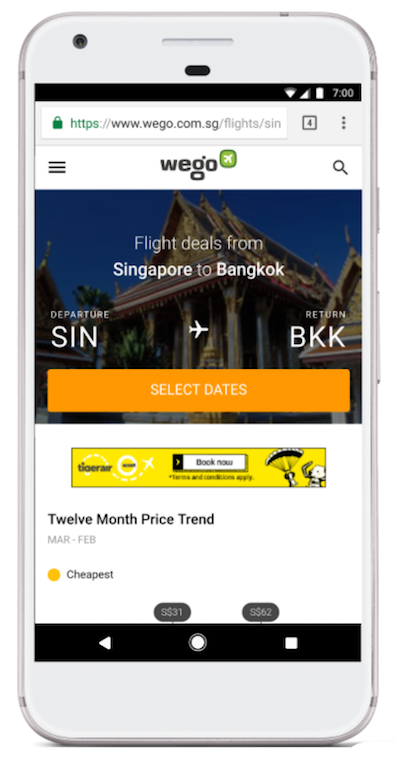 7:00
https://www.wego.com.sg/flights/sin
4
wego
Flight deals from
Singapore to Bangkok
DEPARTURE
RETURN
SIN
BKK
SELECT DATES
tigerair
Book now
*Terms and conditions apply.
Twelve Month Price Trend
MAR - FEB
Cheapest
S$31
S$62